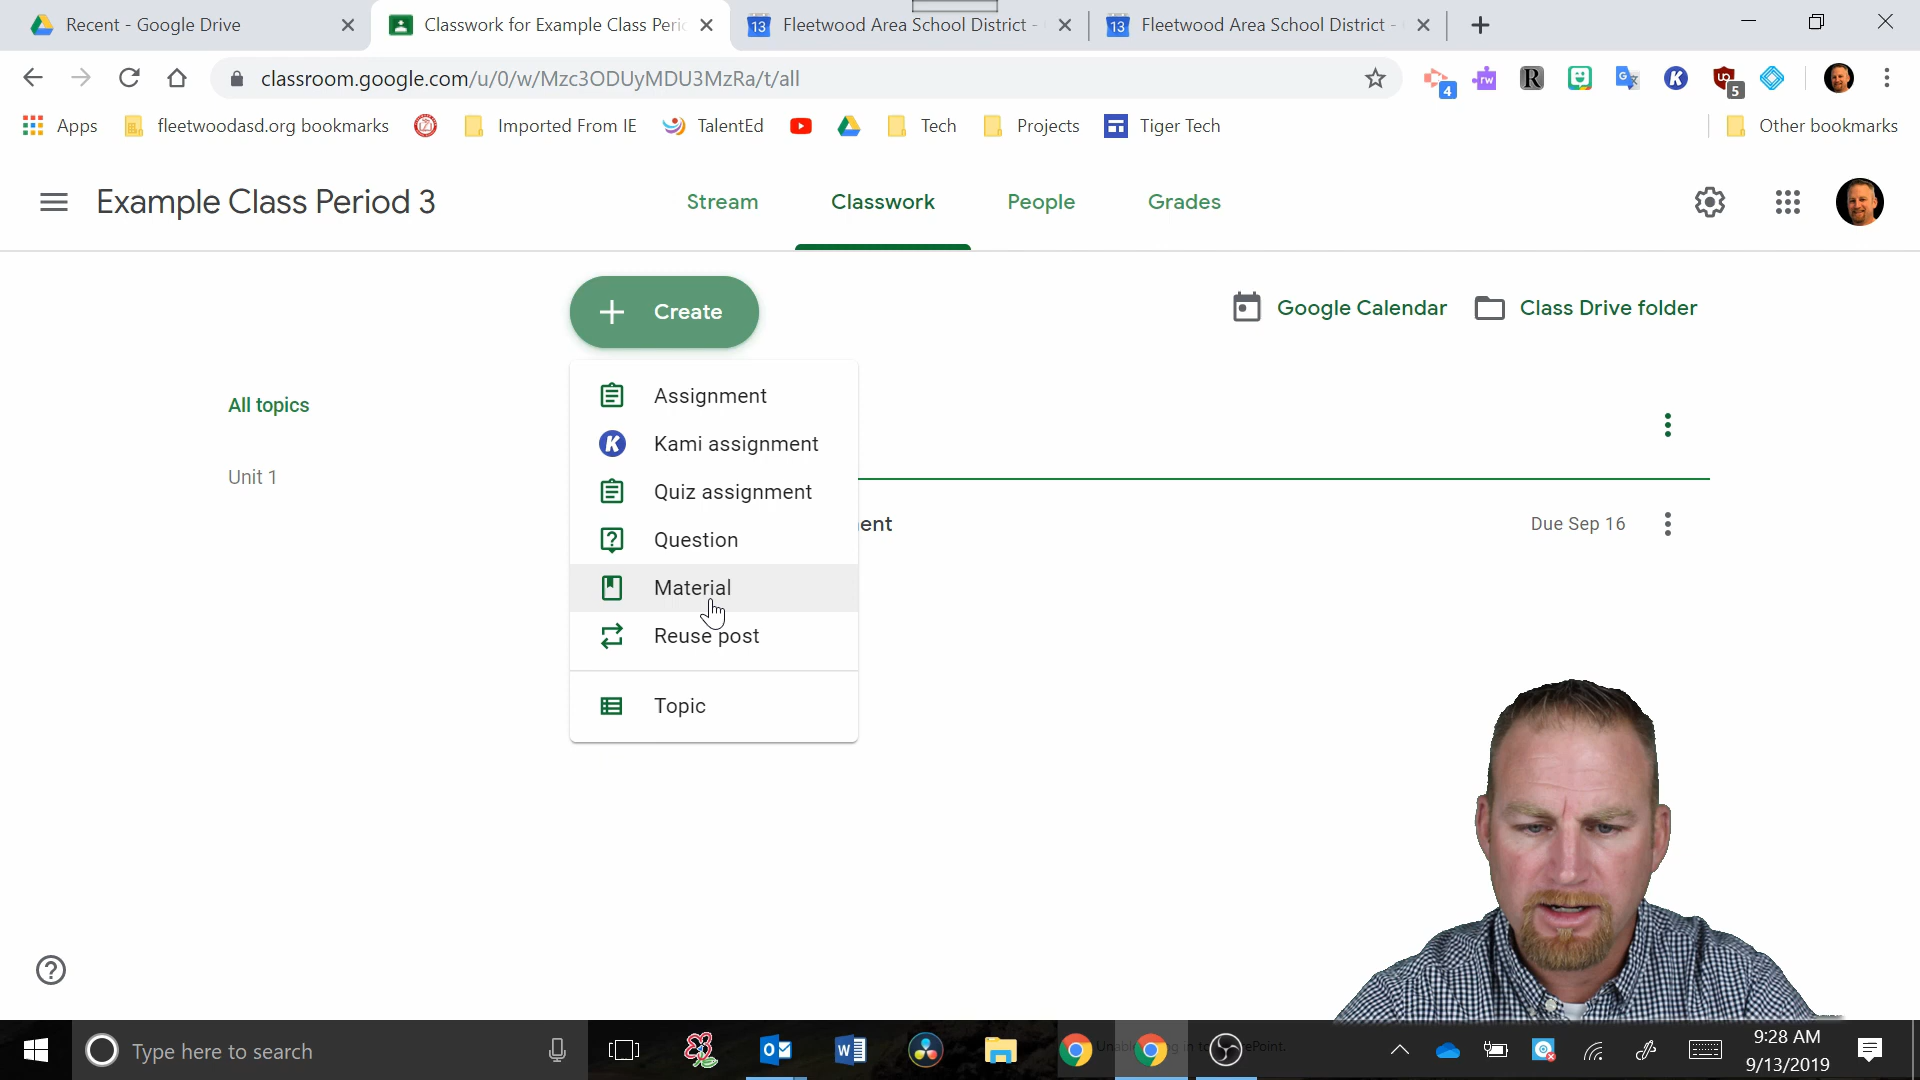 Recent - Google Drive
Classwork for Example Class Peri
Fleetwood Area School District -
Fleetwood Area School District -
classroom.google.com/u/0/w/Mzc3ODUyMDU3MzRa/t/all
4
rw
R
K
5
Apps
fleetwoodasd.org bookmarks
Imported From IE
TalentEd
Tech
Projects
Tiger Tech
Other bookmarks
Example Class Period 3
Stream
Classwork
People
Grades
Create
Google Calendar
Class Drive folder
All topics
Unit 1
Assignment
Kami assignment
Quiz assignment
Question
Material
Reuse post
Topic
ent
Due Sep 16
Type here to search
9:28 AM
9/13/2019